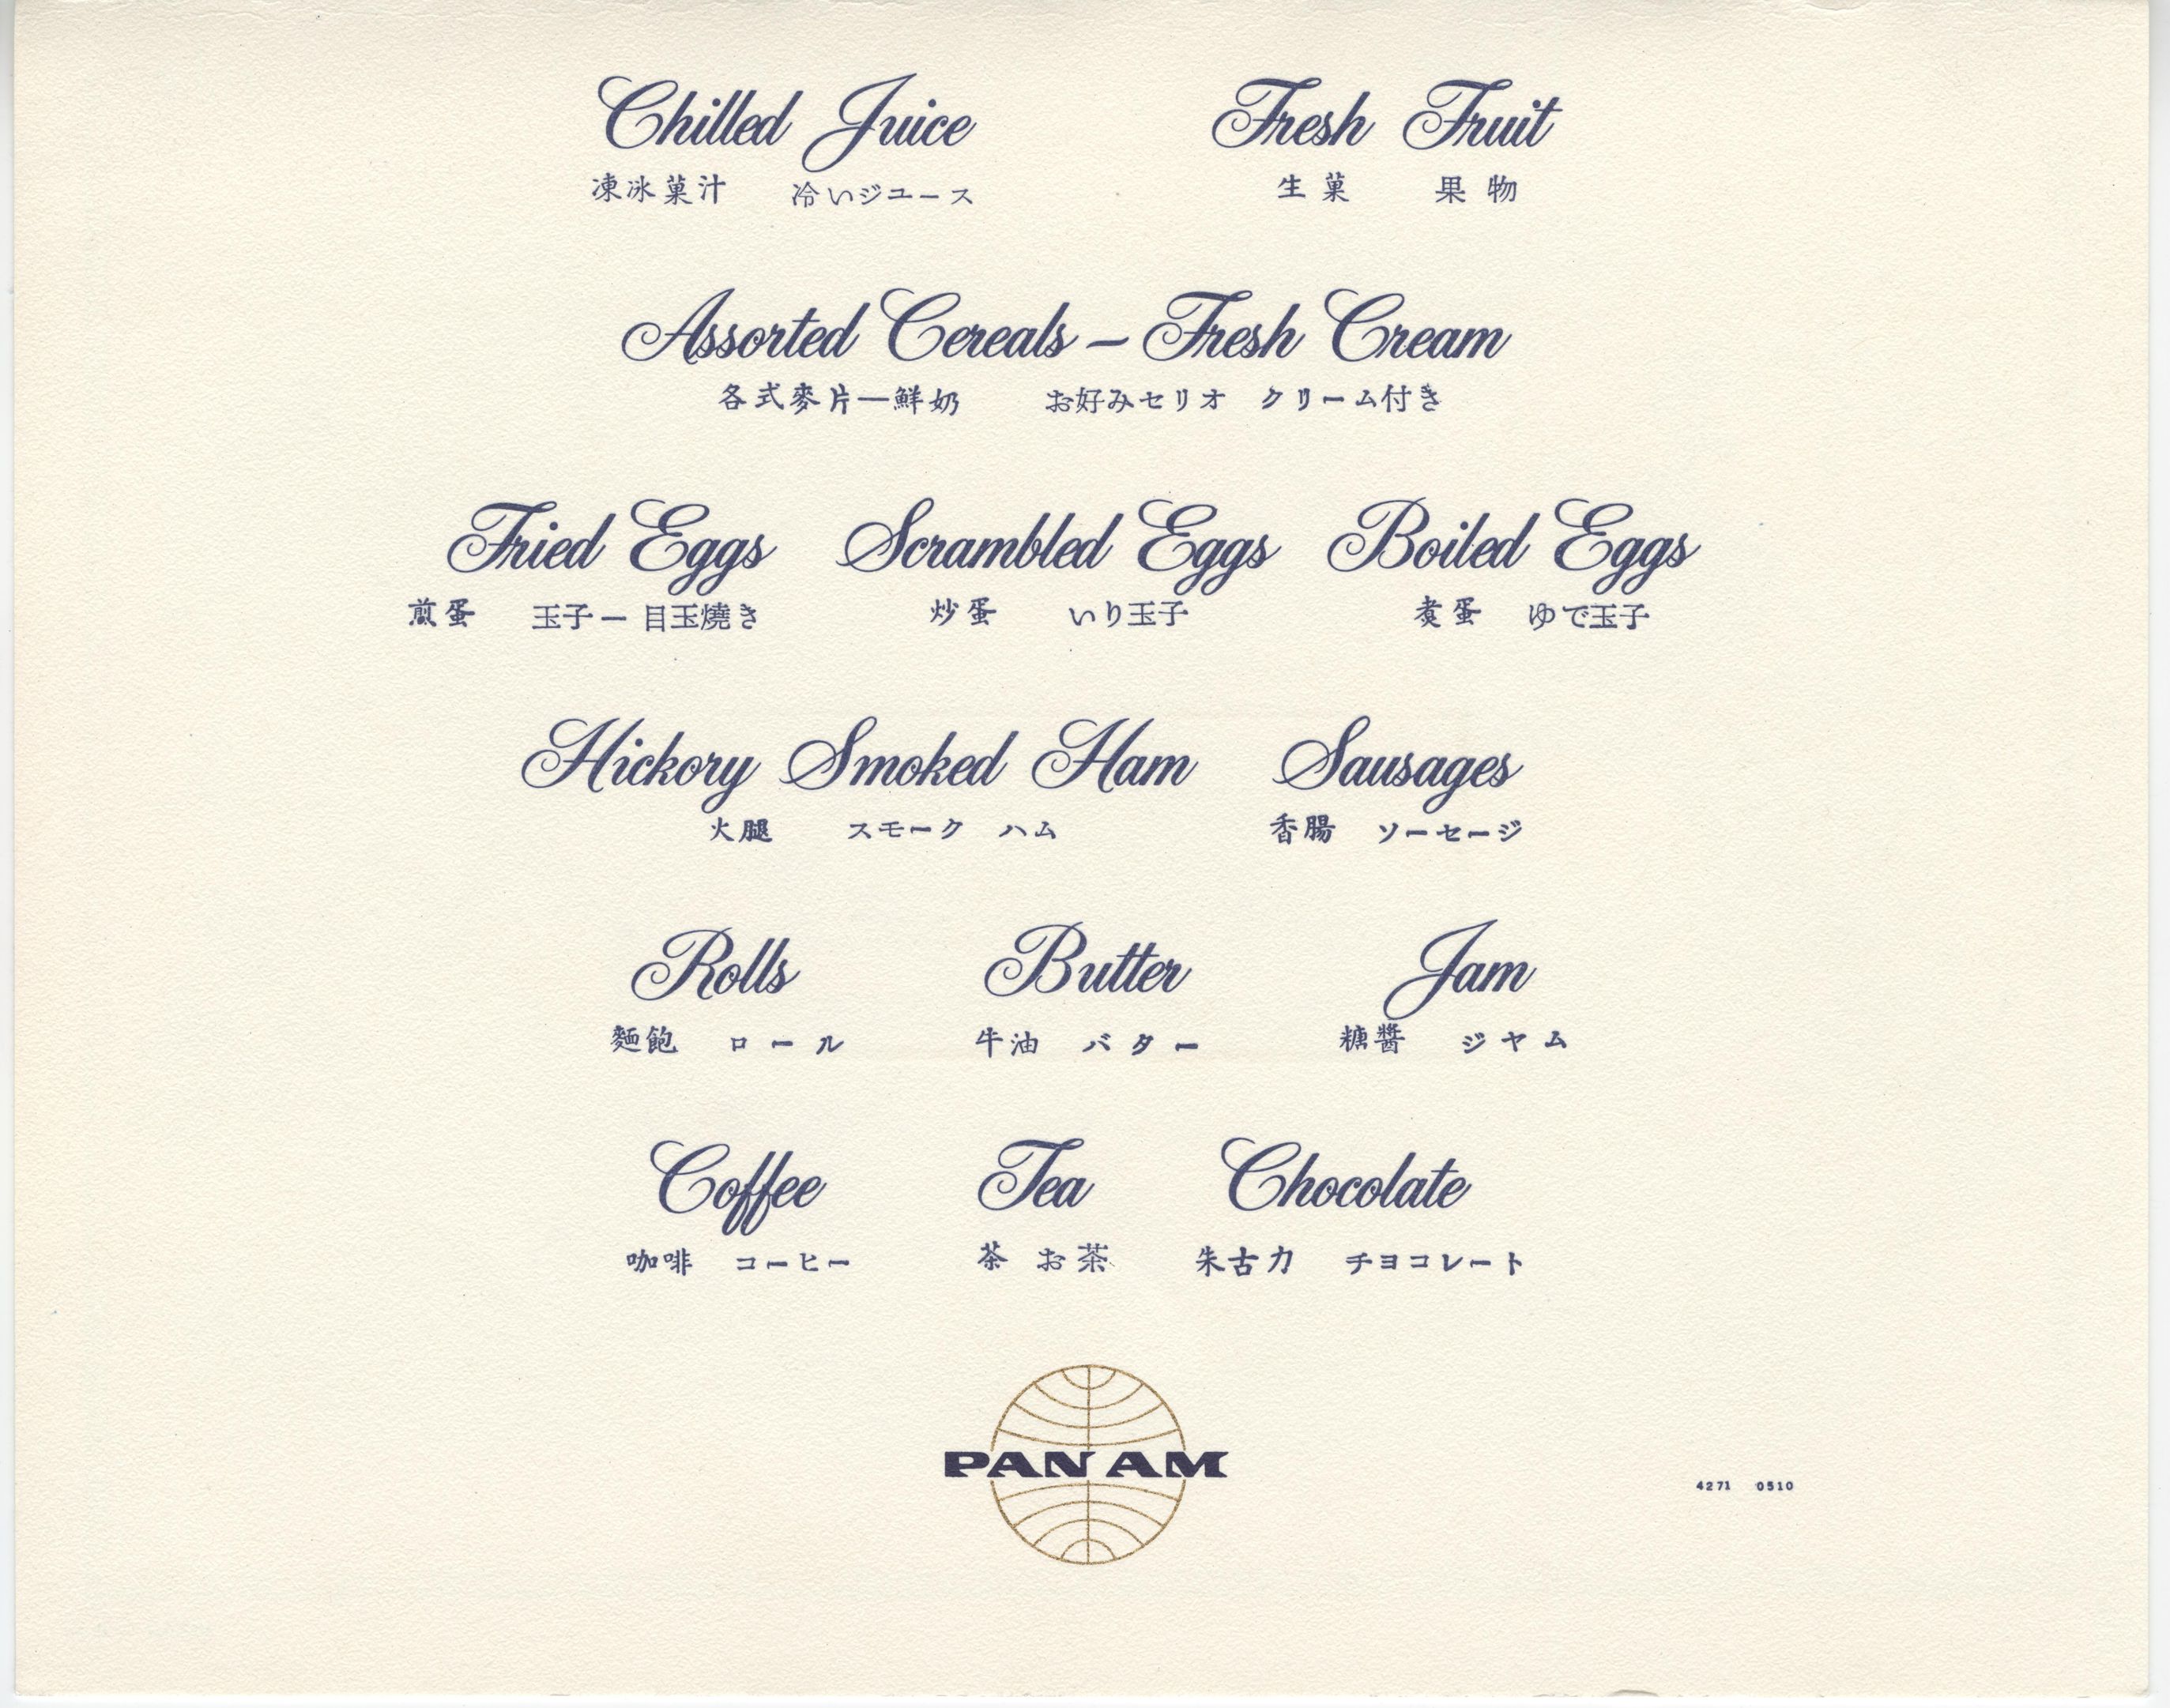 Chilled Juice Fresh Fruit
凍冰菓汁 冷いジユース 生菓 果物
Assorted Cereals – Fresh Cream
各式麥片—鮮奶 お好みセリオ クリーム付き
Fried Eggs Scrambled Eggs Boiled Eggs
煎蛋 玉子ー目玉燒き 炒蛋 いり玉子 煑蛋 ゆで玉子
Hickory Smoked Ham Sausages
火腿 スモーク ハム 香腸 ソーセージ
Rolls Butter Jam
麵飽 ロール 牛油 バター 糖醬 ジヤム
Coffee Tea Chocolate
咖啡 コーヒー 茶 お茶 朱古力 チヨコレート
PAN AM
4271 0510